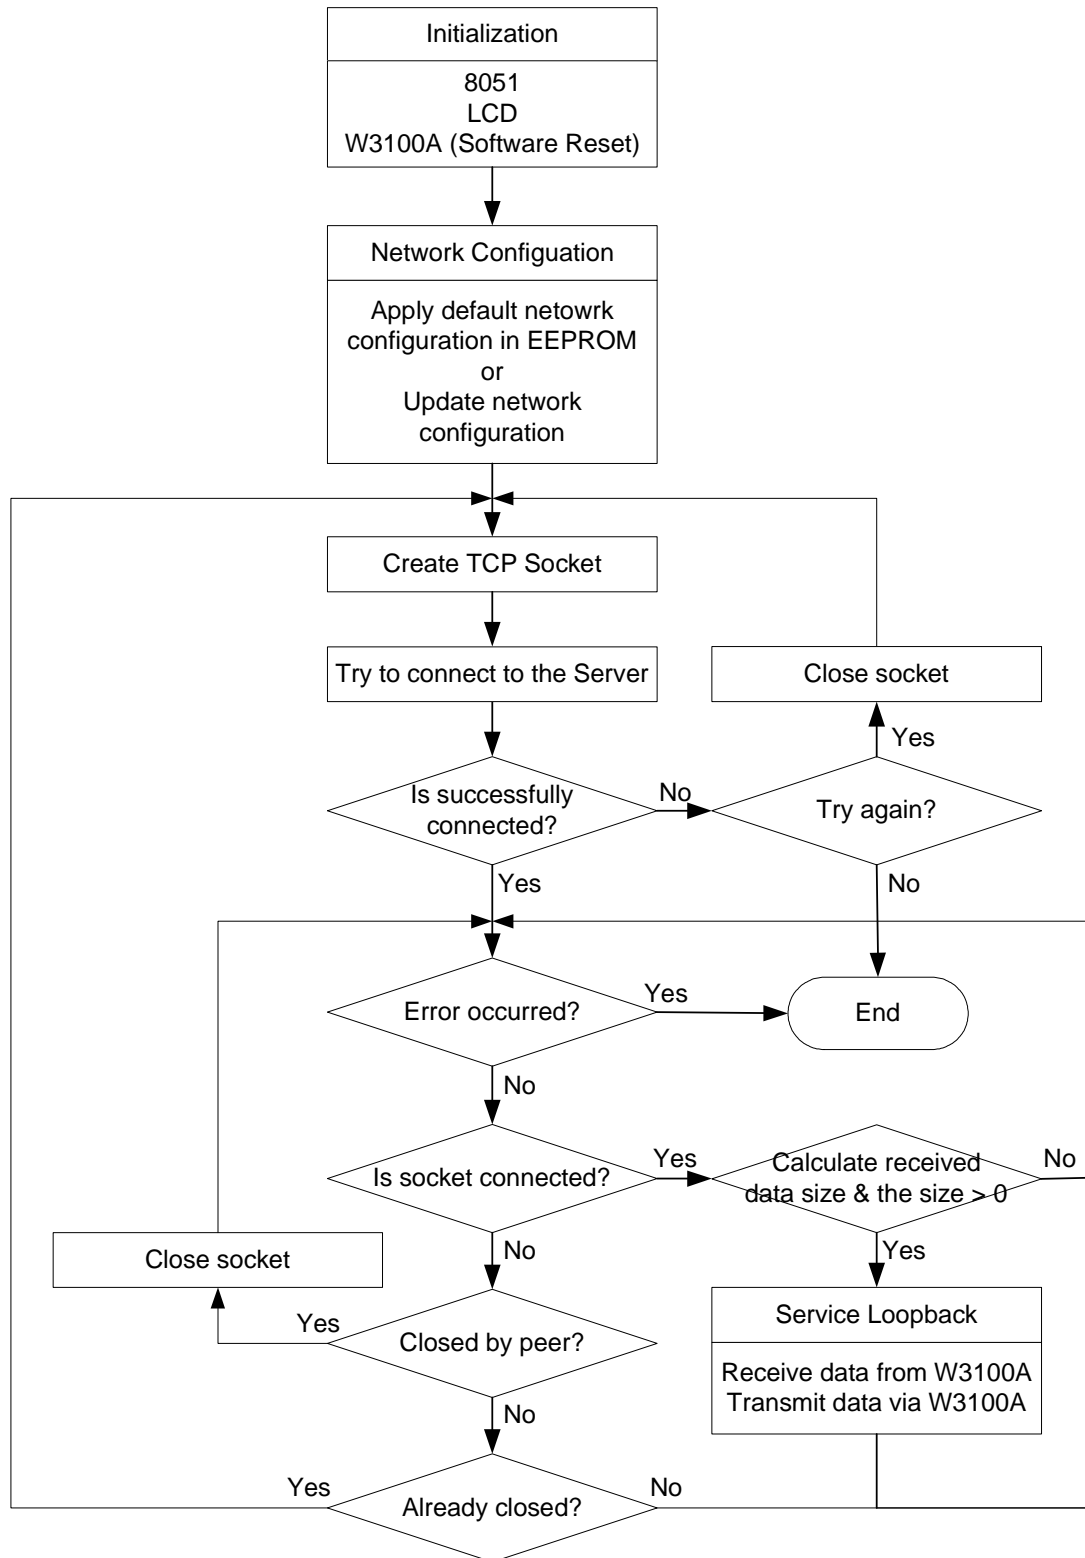 Initialization
8051
LCD
W3100A (Software Reset)
Network Configuation
Apply default netowrk
configuration in EEPROM
or
Update network
configuration
Create TCP Socket
Try to connect to the Server
Close socket
Yes
Is successfully
connected?
No
Try again?
Yes
No
Error occurred?
Yes
End
No
Is socket connected?
Yes
Calculate received
data size & the size > 0
No
Close socket
No
Yes
Yes
Closed by peer?
Service Loopback
Receive data from W3100A
Transmit data via W3100A
No
Yes
Already closed?
No